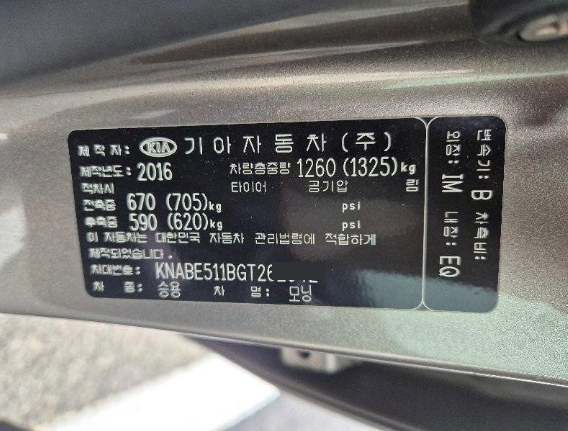 제작자: KIA 기아자동차(주)
제작년도: 2016 차량총중량 1260 (1325)kg
적차시 타이어 공기압 림
전축중 670 (705)kg psi
후축중 590 (620)kg psi
이 자동차는 대한민국 자동차 관리법령에 적합하게
제작되었습니다.
차대번호: KNABE511BGT26
차 종: 승용 차 명: 모닝
변속기: B 차축비:
외장: IM 내장: EQ